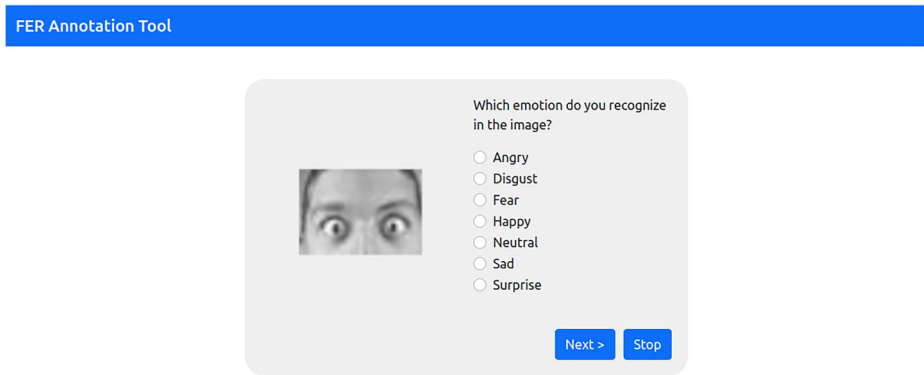 FER Annotation Tool
Which emotion do you recognize
in the image?
Angry
Disgust
Fear
Happy
Neutral
Sad
Surprise
Next >
Stop